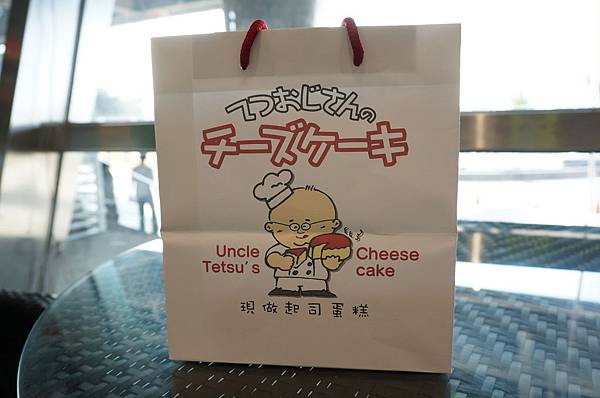 てつおじさんの
チーズケーキ
Uncle Cheese
Tetsu's cake
現做起司蛋糕